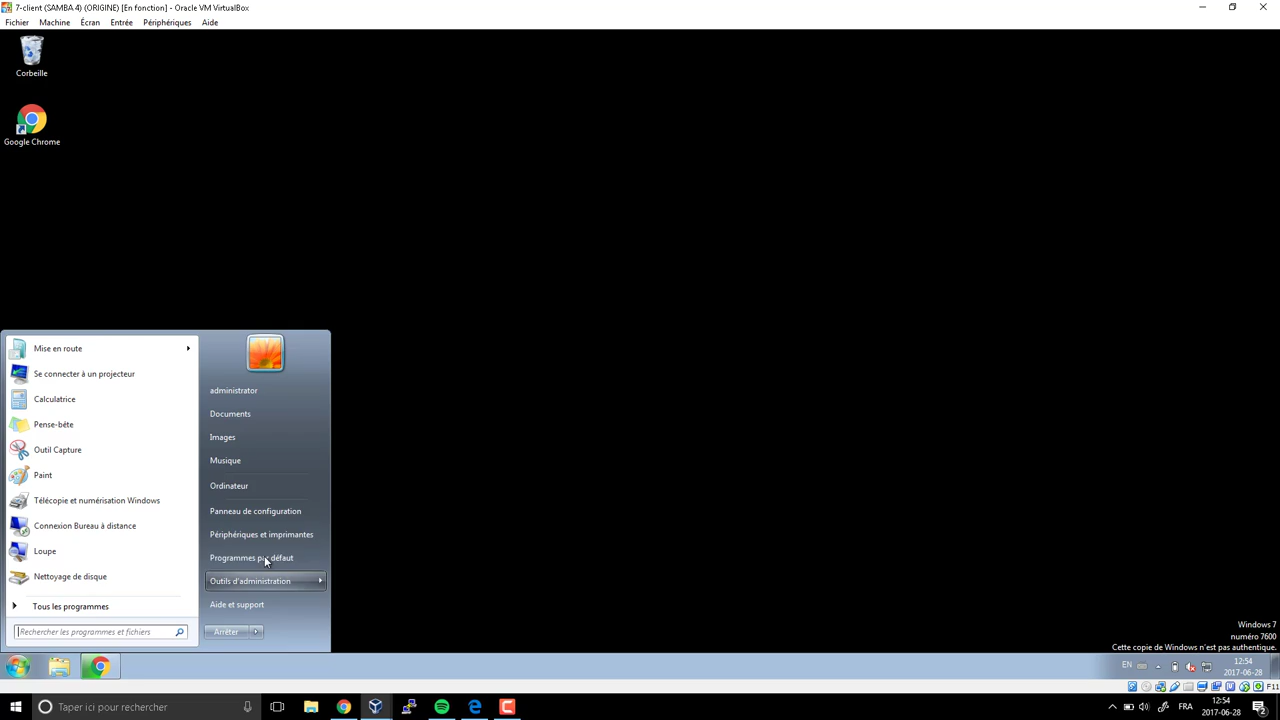 7-client (SAMBA 4) (ORIGINE) [En fonction] - Oracle VM VirtualBox
Fichier Machine Écran Entrée Périphériques Aide
Corbeille
Google Chrome
Mise en route
Se connecter à un projecteur
Calculatrice
Pense-bête
Outil Capture
Paint
Télécopie et numérisation Windows
Connexion Bureau à distance
Loupe
Nettoyage de disque
Tous les programmes
Rechercher les programmes et fichiers
administrator
Documents
Images
Musique
Ordinateur
Panneau de configuration
Périphériques et imprimantes
Programmes par défaut
Outils d'administration
Aide et support
Arrêter
Windows 7
numéro 7600
Cette copie de Windows n'est pas authentique.
EN
12:54
2017-06-28
F11
Taper ici pour rechercher
FRA
12:54
2017-06-28
2